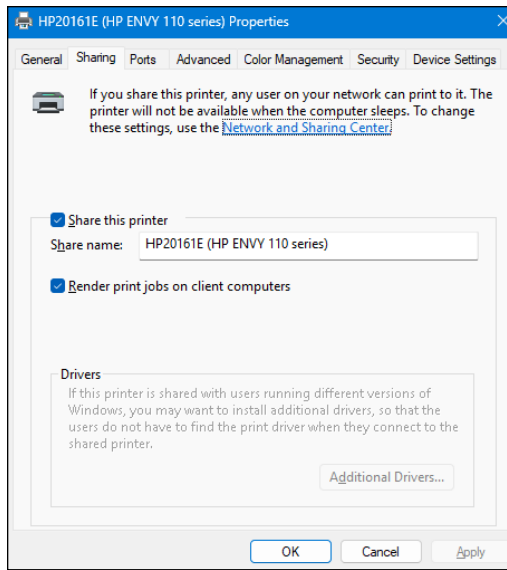 HP20161E (HP ENVY 110 series) Properties
General Sharing Ports Advanced Color Management Security Device Settings
If you share this printer, any user on your network can print to it. The
printer will not be available when the computer sleeps. To change
these settings, use the Network and Sharing Center.
Share this printer
Share name: HP20161E (HP ENVY 110 series)
Render print jobs on client computers
Drivers
If this printer is shared with users running different versions of
Windows, you may want to install additional drivers, so that the
users do not have to find the print driver when they connect to the
shared printer.
Additional Drivers...
OK Cancel Apply